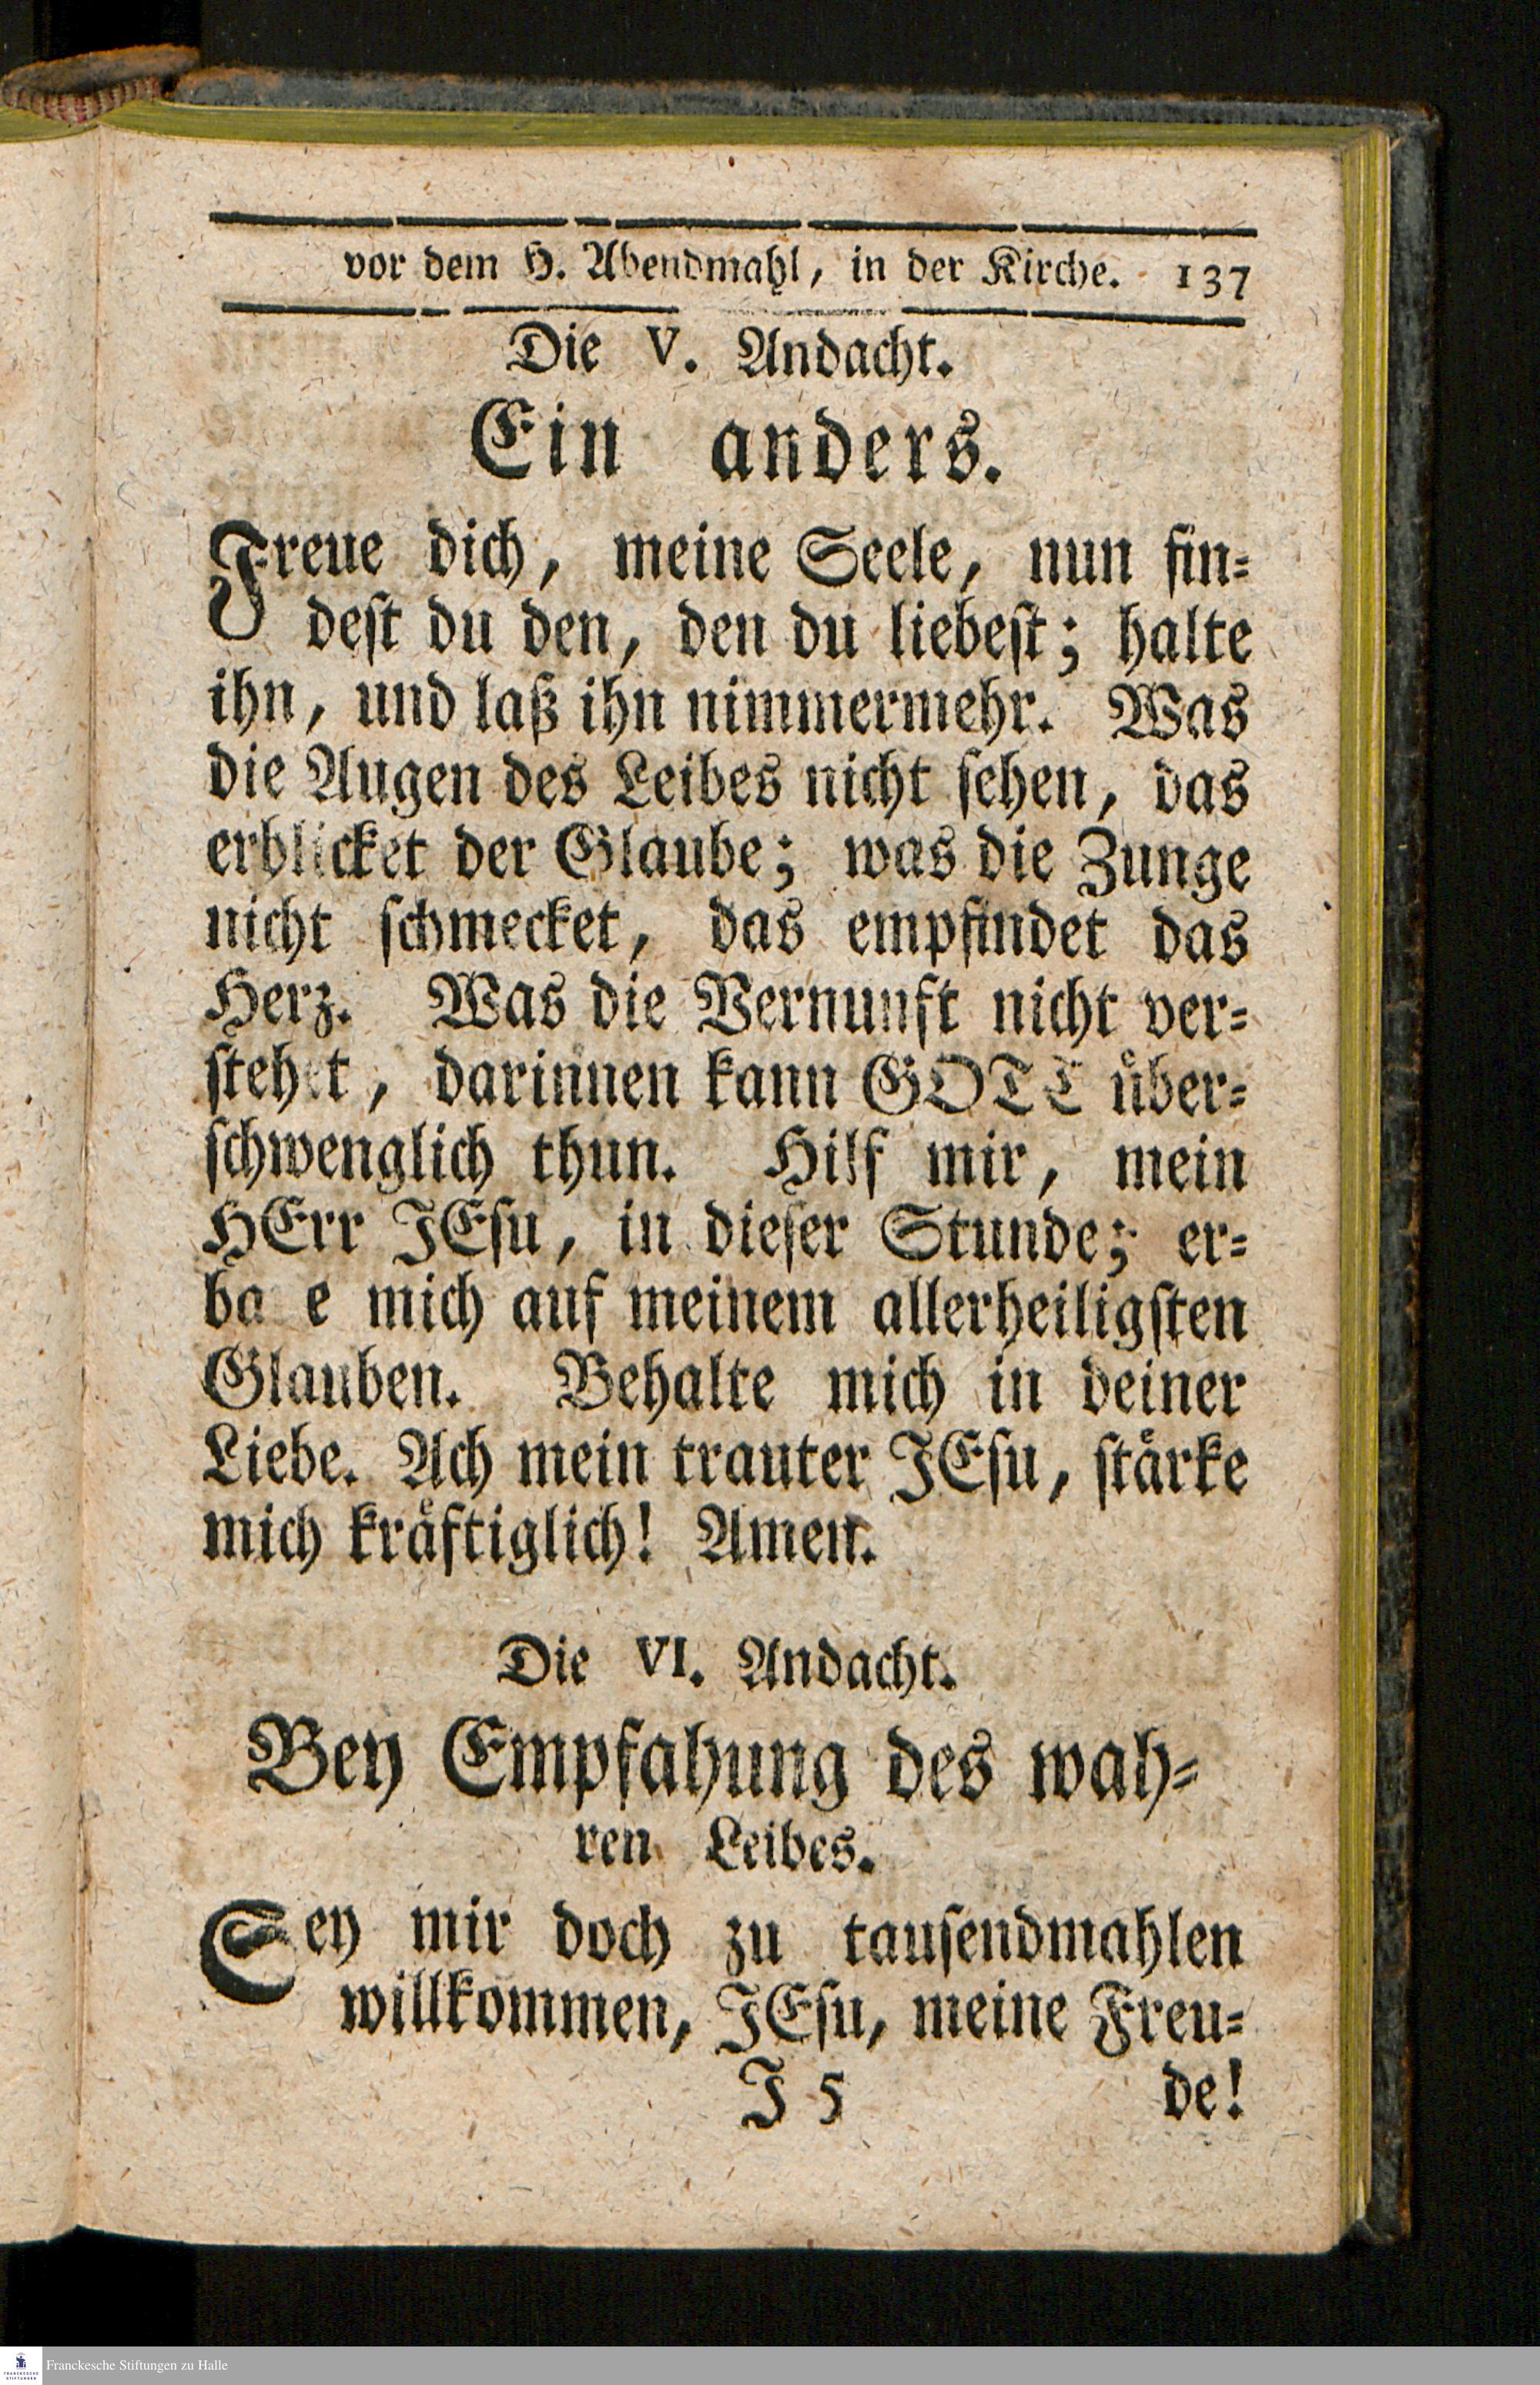 vor dem H. Abendmahl, in der Kirche. 137
Die V. Andacht.
Ein anders.
Freue dich, meine Seele, nun fin⸗
dest du den, den du liebest; halte
ihn, und laß ihn nimmermehr. Was
die Augen des Leibes nicht sehen, das
erblicket der Glaube; was die Zunge
nicht schmecket, das empfindet das
Herz. Was die Vernunft nicht ver⸗
stehet, darinnen kann GOTT über⸗
schwenglich thun. Hilf mir, mein
HErr JEsu, in dieser Stunde; er⸗
ba e mich auf meinem allerheiligsten
Glauben. Behalte mich in deiner
Liebe. Ach mein trauter JEsu, stärke
mich kräftiglich! Amen.
Die VI. Andacht.
Bey Empfahung des wah⸗
ren Leibes.
Sey mir doch zu tausendmahlen
willkommen, JEsu, meine Freu⸗
J 5 de!
Franckesche Stiftungen zu Halle
FRANCKESCHE
STIFTUNGEN